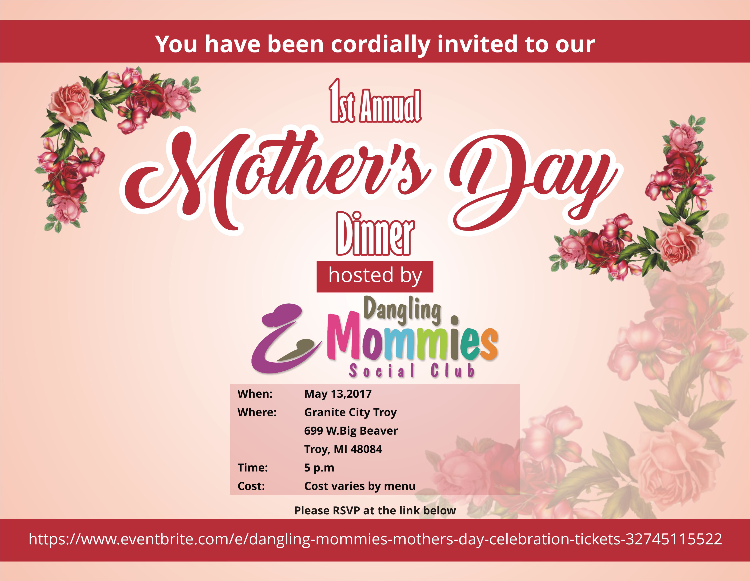 You have been cordially invited to our
1st Annual
Mother's Day
Dinner
hosted by
Dangling
Mommies
Social Club
When: May 13,2017
Where: Granite City Troy
699 W.Big Beaver
Troy, MI 48084
Time: 5 p.m
Cost: Cost varies by menu
Please RSVP at the link below
https://www.eventbrite.com/e/dangling-mommies-mothers-day-celebration-tickets-32745115522